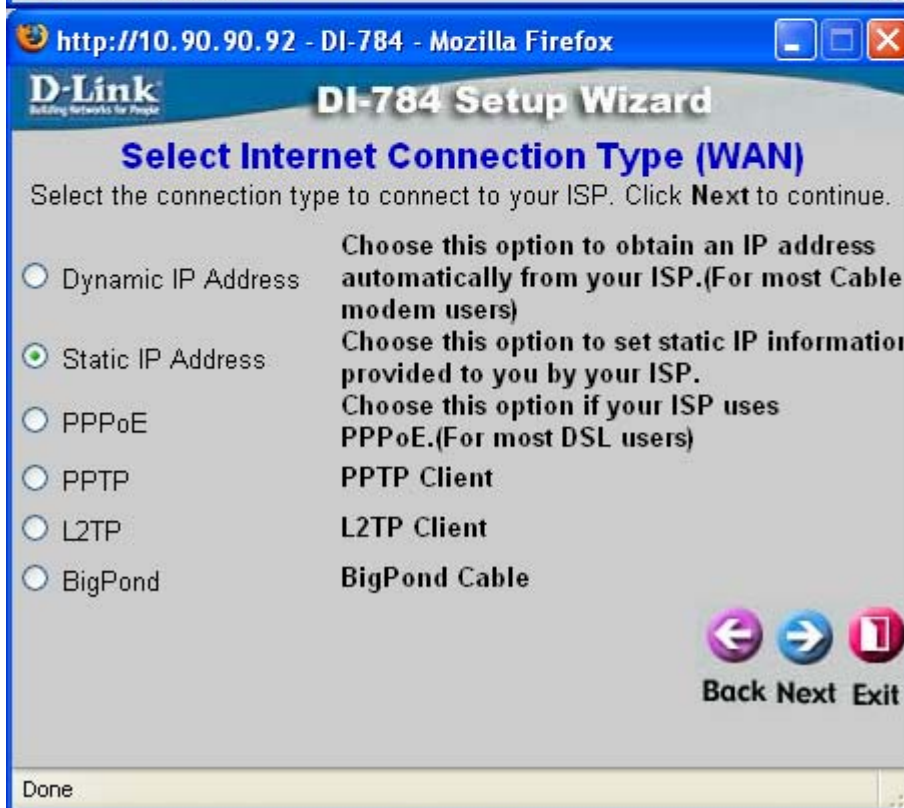 http://10.90.90.92 - DI-784 - Mozilla Firefox
D-Link
Building Networks for People
DI-784 Setup Wizard
Select Internet Connection Type (WAN)
Select the connection type to connect to your ISP. Click Next to continue.
Dynamic IP Address
Choose this option to obtain an IP address
automatically from your ISP.(For most Cable
modem users)
Static IP Address
Choose this option to set static IP information
provided to you by your ISP.
PPPoE
Choose this option if your ISP uses
PPPoE.(For most DSL users)
PPTP
PPTP Client
L2TP
L2TP Client
BigPond
BigPond Cable
Back Next Exit
Done